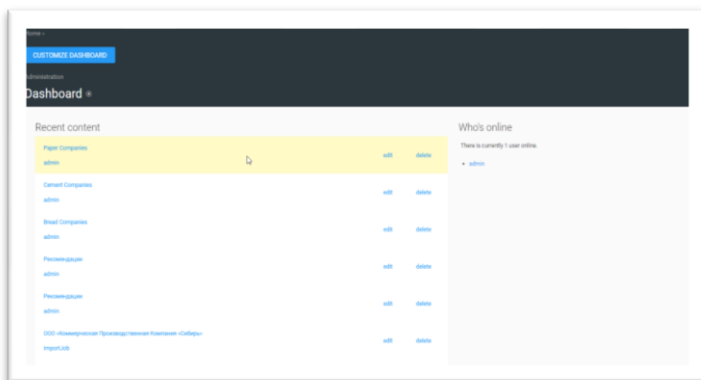 Home »
CUSTOMIZE DASHBOARD
Administration
Dashboard
Recent content
Paper Companies
admin
edit
delete
Cement Companies
admin
edit
delete
Bread Companies
admin
edit
delete
Рекомендации
admin
edit
delete
Рекомендации
admin
edit
delete
ООО «Коммерческая Производственная Компания «Сибирь»
importJob
edit
delete
Who's online
There is currently 1 user online.
admin